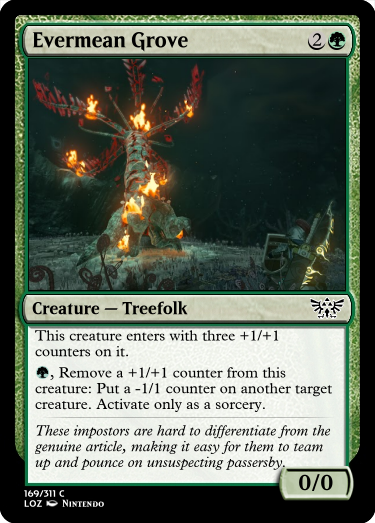 Evermean Grove 2
Creature — Treefolk
This creature enters with three +1/+1
counters on it.
, Remove a +1/+1 counter from this
creature: Put a -1/1 counter on another target
creature. Activate only as a sorcery.
These impostors are hard to differentiate from the
genuine article, making it easy for them to team
up and pounce on unsuspecting passersby.
0/0
169/311 C
LOZ Nintendo